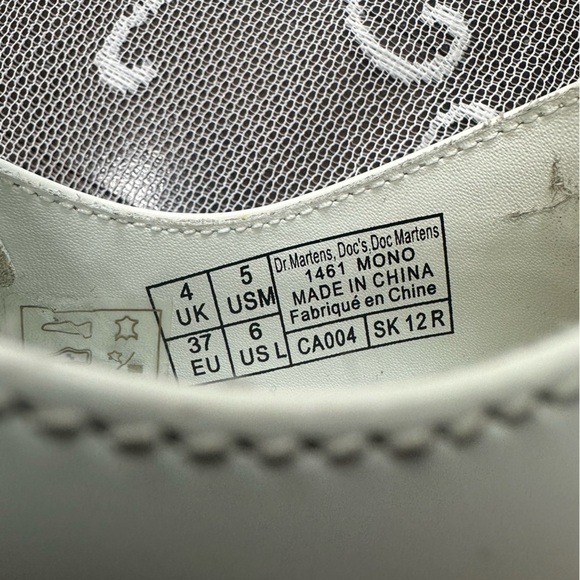 4 UK
5 USM
Dr.Martens, Doc's, Doc Martens
1461 MONO
MADE IN CHINA
Fabriqué en Chine
37 EU
6 US L
CA004
SK 12 R